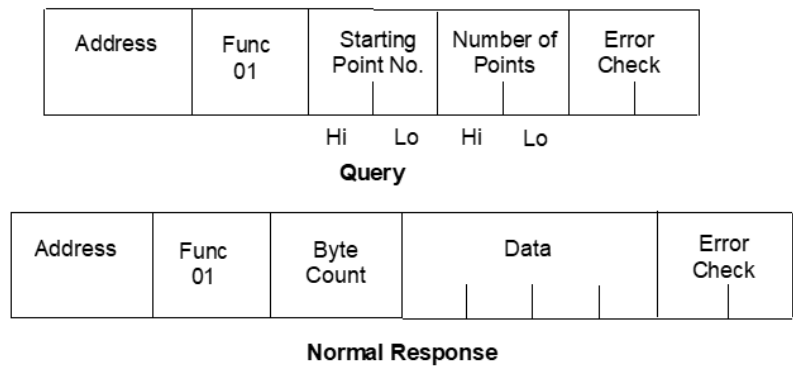 Address
Func
01
Starting
Point No.
Number of
Points
Error
Check
Hi Lo Hi Lo
Query
Address
Func
01
Byte
Count
Data
Error
Check
Normal Response